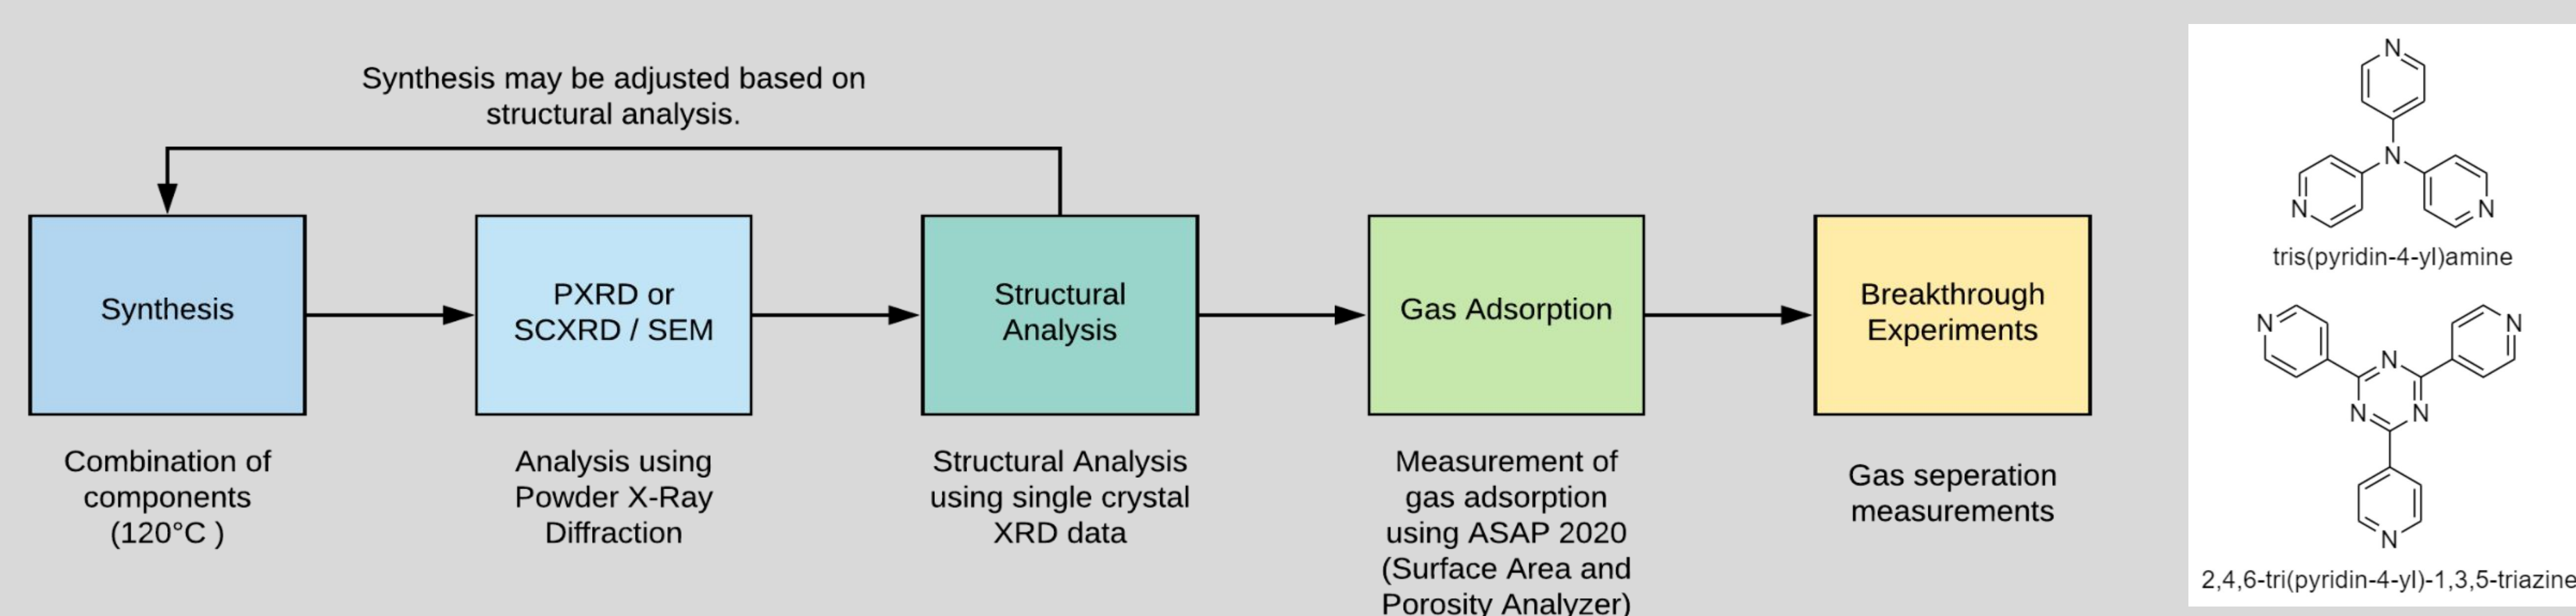 Synthesis may be adjusted based on
structural analysis.
Synthesis
PXRD or
SCXRD / SEM
Structural
Analysis
Gas Adsorption
Breakthrough
Experiments
Combination of
components
(120°C )
Analysis using
Powder X-Ray
Diffraction
Structural Analysis
using single crystal
XRD data
Measurement of
gas adsorption
using ASAP 2020
(Surface Area and
Porosity Analyzer)
Gas seperation
measurements
N
N
N
N
tris(pyridin-4-yl)amine
N
N
N
N
N
N
2,4,6-tri(pyridin-4-yl)-1,3,5-triazine